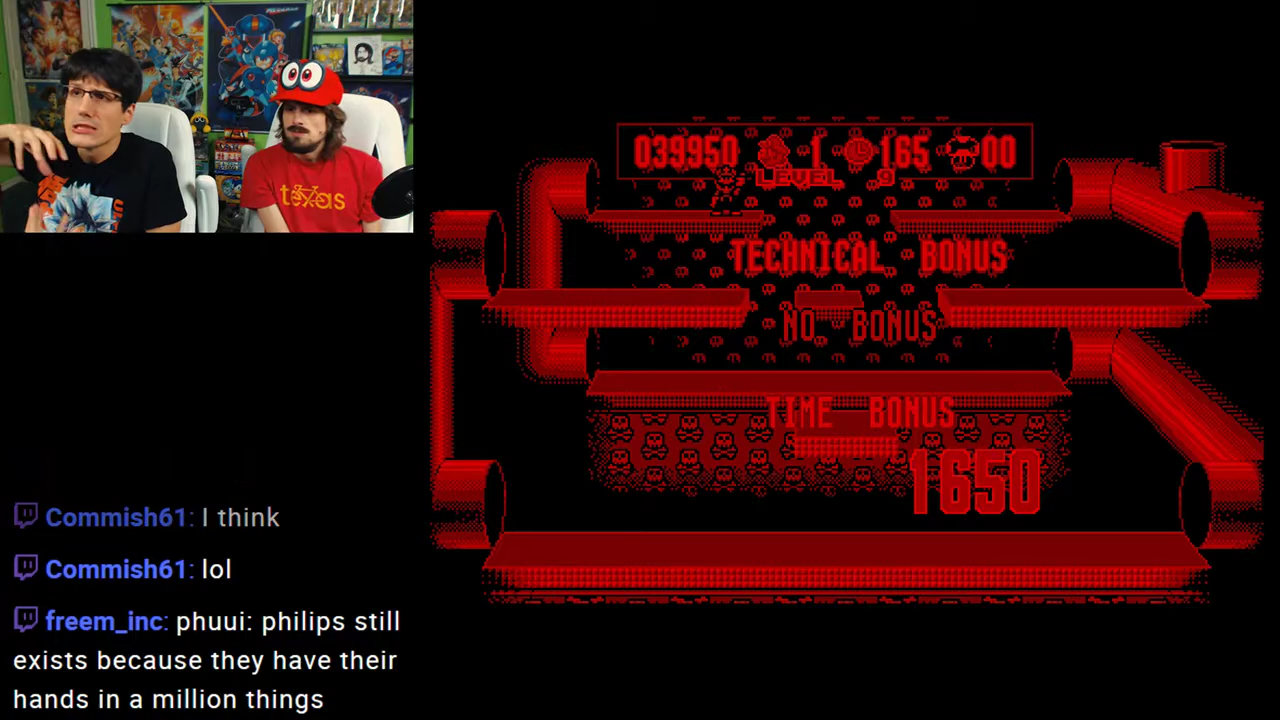 texas
039950 1 165 00
LEVEL 9
TECHNICAL BONUS
NO BONUS
TIME BONUS
1650
Commish61: I think
Commish61: lol
freem_inc: phuui: philips still
exists because they have their
hands in a million things